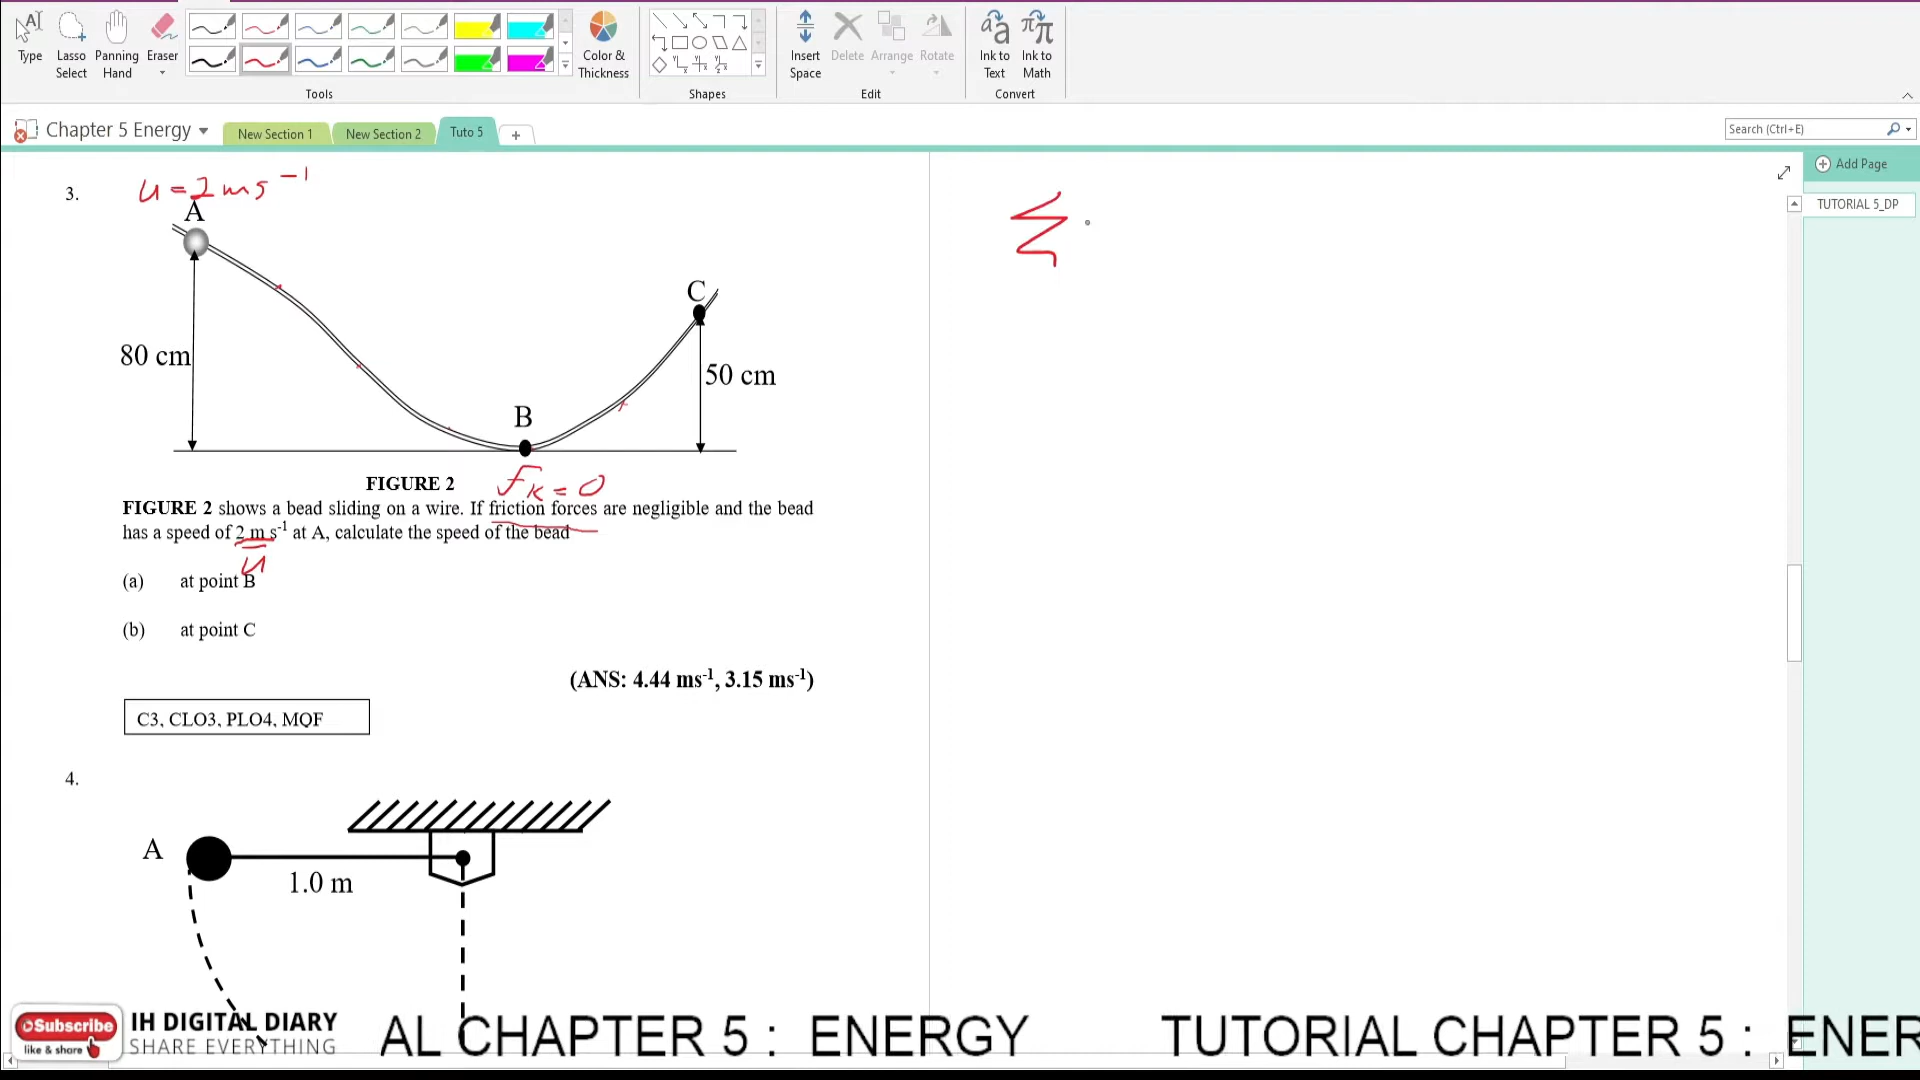 Type
Lasso Select
Panning Hand
Eraser
Color & Thickness
Insert Space
Delete
Arrange
Rotate
Ink to Text
Ink to Math
Tools
Shapes
Edit
Convert
Chapter 5 Energy
New Section 1
New Section 2
Tuto 5
Search (Ctrl+E)
Add Page
TUTORIAL 5_DP
3.
u = 2 m s⁻¹
A
C
80 cm
50 cm
B
FIGURE 2
fK = 0
FIGURE 2 shows a bead sliding on a wire. If friction forces are negligible and the bead
has a speed of 2 m s⁻¹ at A, calculate the speed of the bead
u
(a) at point B
(b) at point C
(ANS: 4.44 ms⁻¹, 3.15 ms⁻¹)
C3, CLO3, PLO4, MQF
4.
A
1.0 m
Subscribe
like & share
IH DIGITAL DIARY
SHARE EVERYTHING
AL CHAPTER 5 : ENERGY TUTORIAL CHAPTER 5 : ENER
Σ